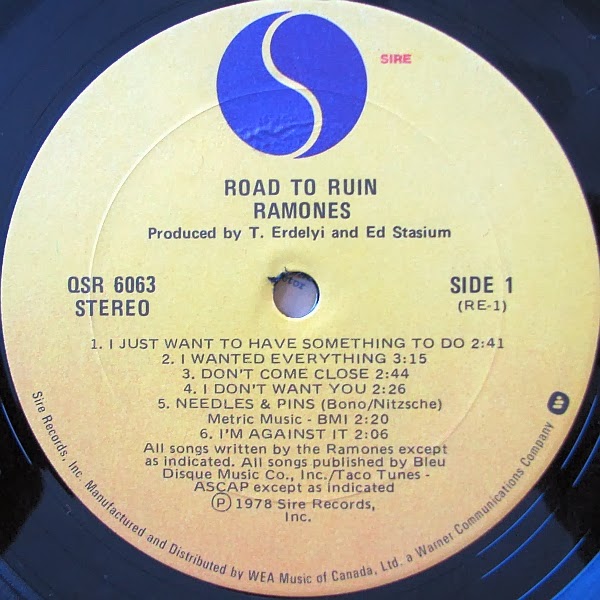 SIRE
ROAD TO RUIN
RAMONES
Produced by T. Erdelyi and Ed Stasium
QSR 6063
STEREO
SIDE 1
(RE-1)
1. I JUST WANT TO HAVE SOMETHING TO DO 2:41
2. I WANTED EVERYTHING 3:15
3. DON'T COME CLOSE 2:44
4. I DON'T WANT YOU 2:26
5. NEEDLES & PINS (Bono/Nitzsche)
Metric Music - BMI 2:20
6. I'M AGAINST IT 2:06
All songs written by the Ramones except
as indicated. All songs published by Bleu
Disque Music Co., Inc./Taco Tunes -
ASCAP except as indicated
Ⓟ 1978 Sire Records,
Inc.
Sire Records, Inc. Manufactured and Distributed by WEA Music of Canada, Ltd. a Warner Communications Company